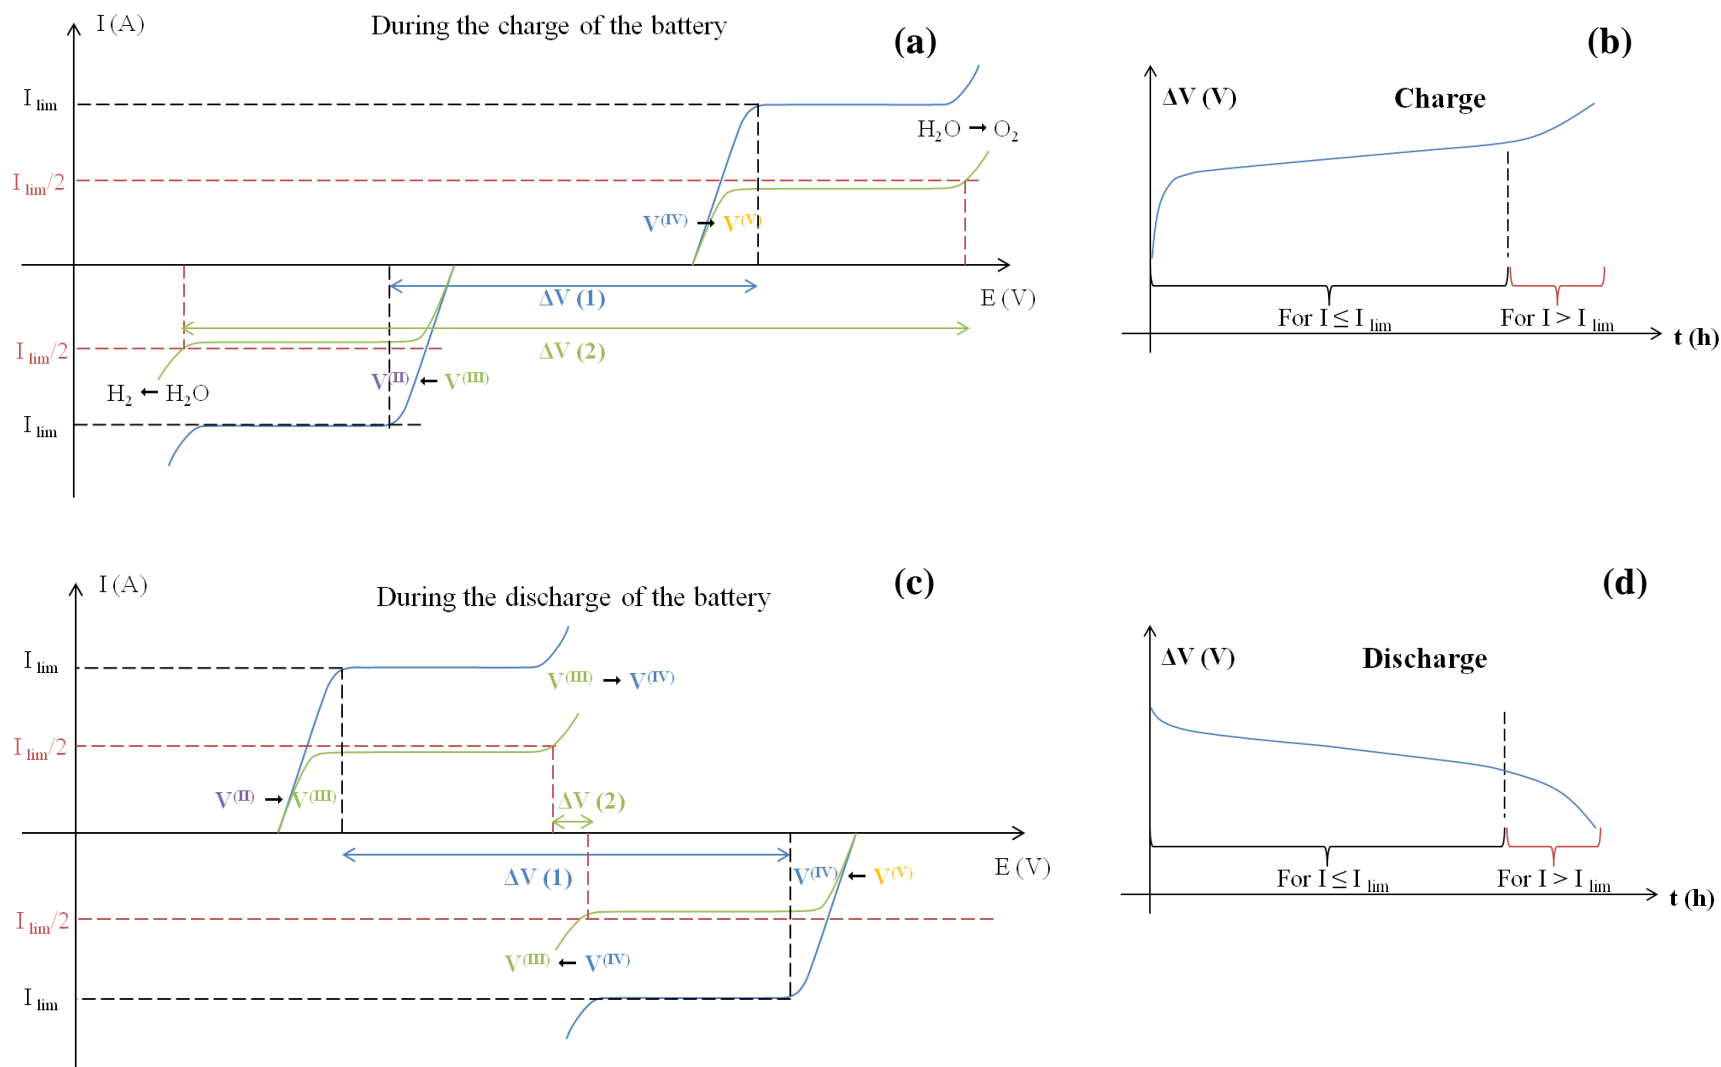 I (A)
During the charge of the battery
(a)
I lim
H2O → O2
I lim/2
V(IV) → V(V)
ΔV (1)
E (V)
I lim/2
ΔV (2)
V(II) ← V(III)
H2 ← H2O
I lim
(b)
ΔV (V)
Charge
For I ≤ I lim
For I > I lim
t (h)
I (A)
During the discharge of the battery
(c)
I lim
V(III) → V(IV)
I lim/2
V(II) → V(III)
ΔV (2)
E (V)
ΔV (1)
V(IV) ← V(V)
I lim/2
V(III) ← V(IV)
I lim
(d)
ΔV (V)
Discharge
For I ≤ I lim
For I > I lim
t (h)